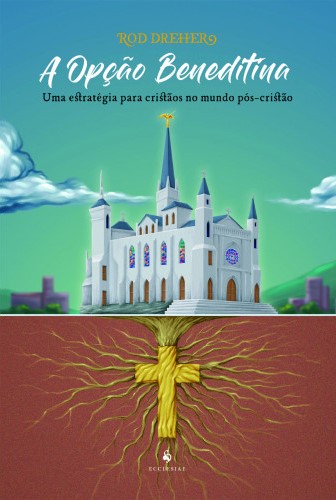 ROD DREHER
A Opção Beneditina
Uma estratégia para cristãos no mundo pós-cristão
ECCLESIAE